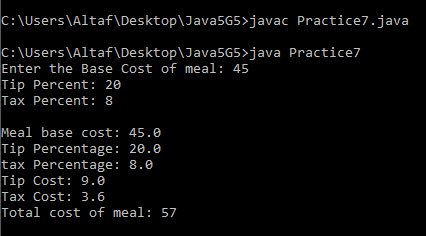 C:\Users\Altaf\Desktop\Java5G5>javac Practice7.java
C:\Users\Altaf\Desktop\Java5G5>java Practice7
Enter the Base Cost of meal: 45
Tip Percent: 20
Tax Percent: 8
Meal base cost: 45.0
Tip Percentage: 20.0
tax Percentage: 8.0
Tip Cost: 9.0
Tax Cost: 3.6
Total cost of meal: 57